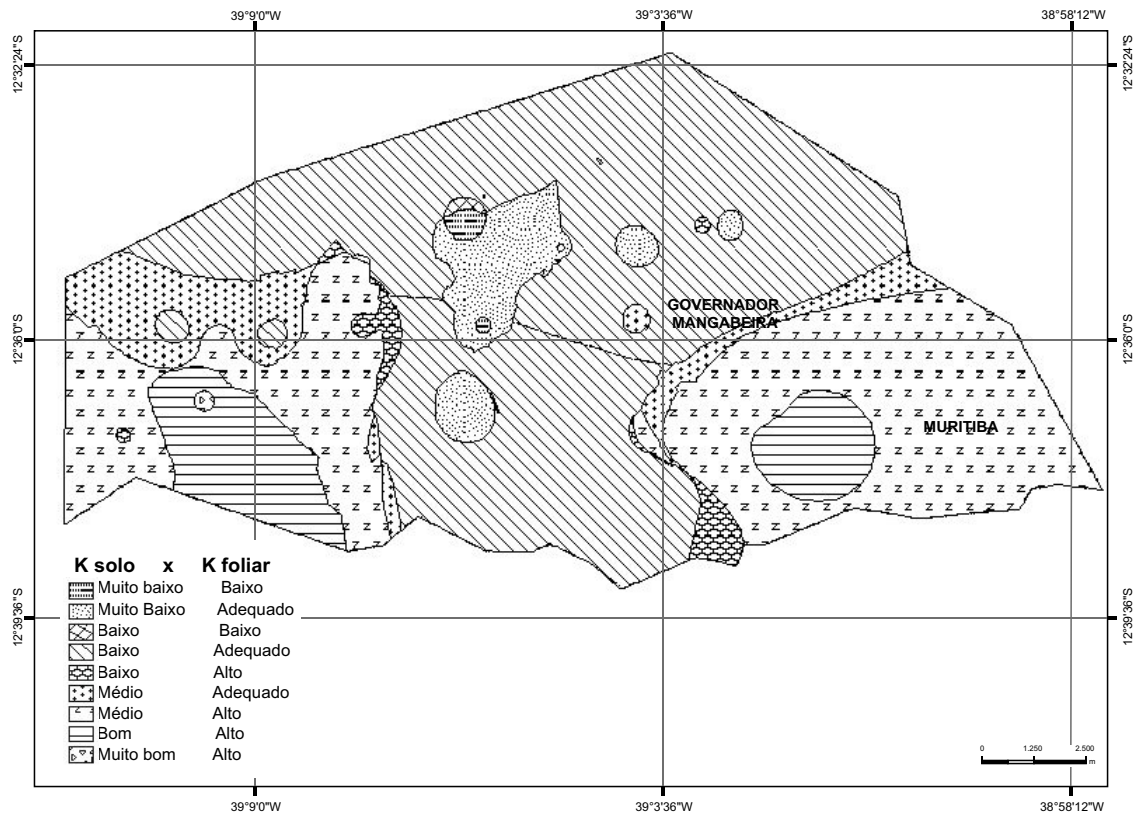 39°9'0"W 39°3'36"W 38°58'12"W
12°32'24"S 12°32'24"S
GOVERNADOR
MANGABEIRA
12°36'0"S 12°36'0"S
MURITIBA
K solo x K foliar
Muito baixo Baixo
Muito Baixo Adequado
Baixo Baixo
Baixo Adequado
Baixo Alto
Médio Adequado
Médio Alto
Bom Alto
Muito bom Alto
12°39'36"S 12°39'36"S
0 1.250 2.500
m
39°9'0"W 39°3'36"W 38°58'12"W